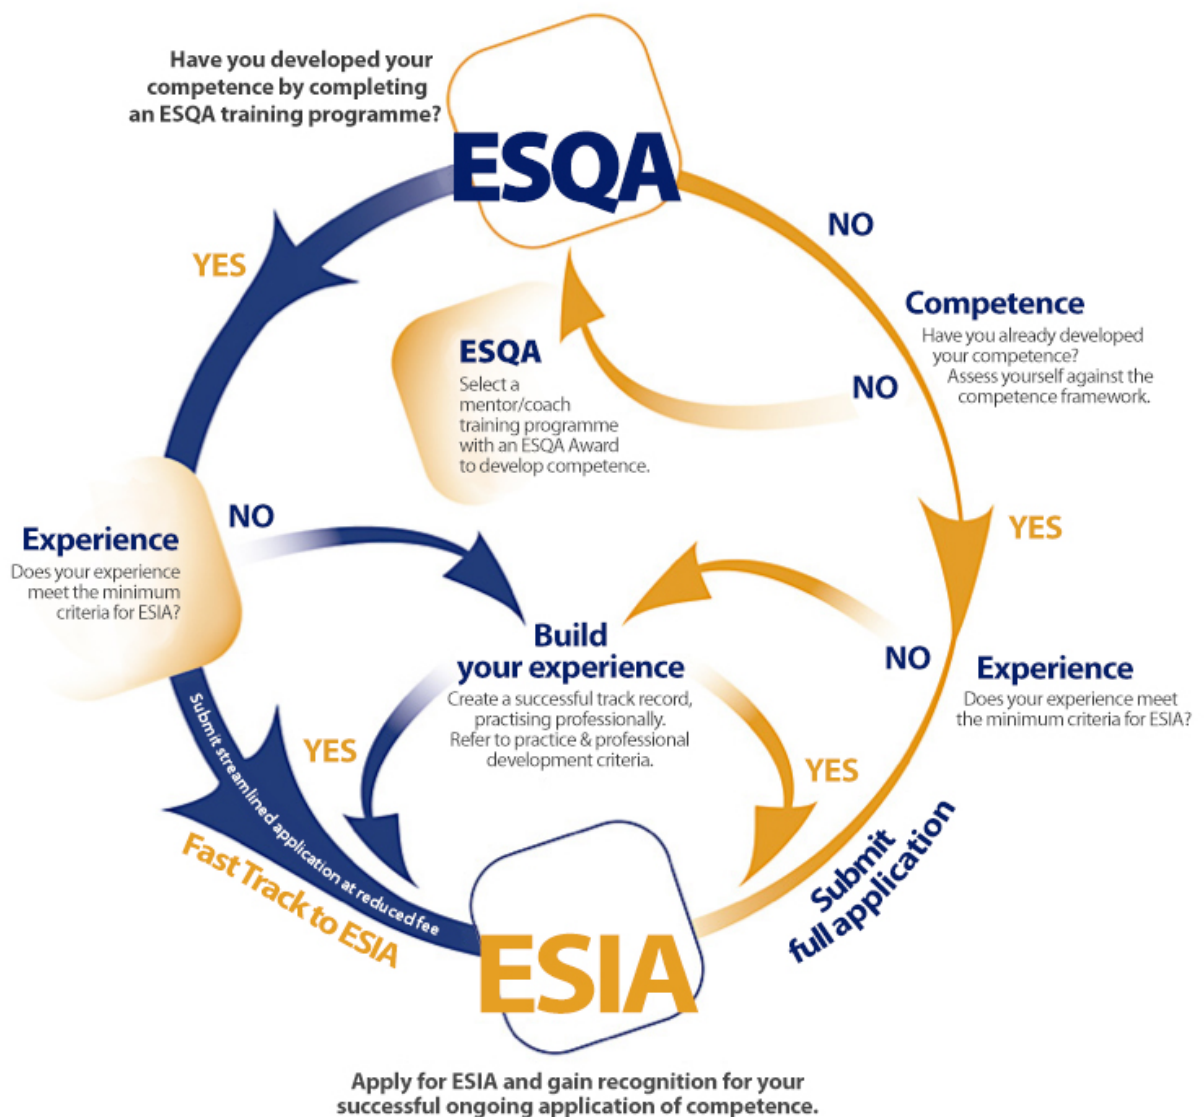 Have you developed your
competence by completing
an ESQA training programme?
ESQA
YES
NO
Competence
Have you already developed
your competence?
Assess yourself against the
competence framework.
NO
ESQA
Select a
mentor/coach
training programme
with an ESQA Award
to develop competence.
YES
Experience
Does your experience
meet the minimum
criteria for ESIA?
NO
Build
your experience
Create a successful track record,
practising professionally.
Refer to practice & professional
development criteria.
NO
Experience
Does your experience meet
the minimum criteria for ESIA?
YES
YES
Submit streamlined application at reduced fee
Fast Track to ESIA
Submit
full application
ESIA
Apply for ESIA and gain recognition for your
successful ongoing application of competence.